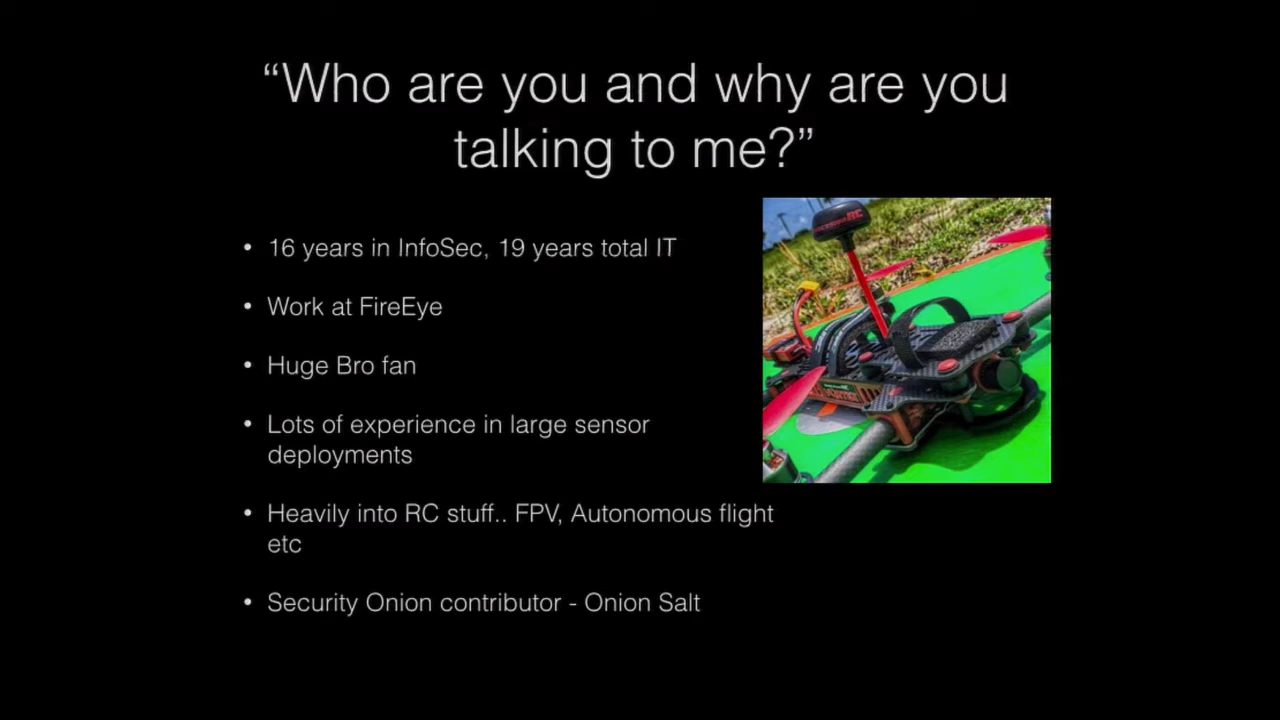 “Who are you and why are you
talking to me?”
• 16 years in InfoSec, 19 years total IT
• Work at FireEye
• Huge Bro fan
• Lots of experience in large sensor
deployments
• Heavily into RC stuff.. FPV, Autonomous flight
etc
• Security Onion contributor - Onion Salt